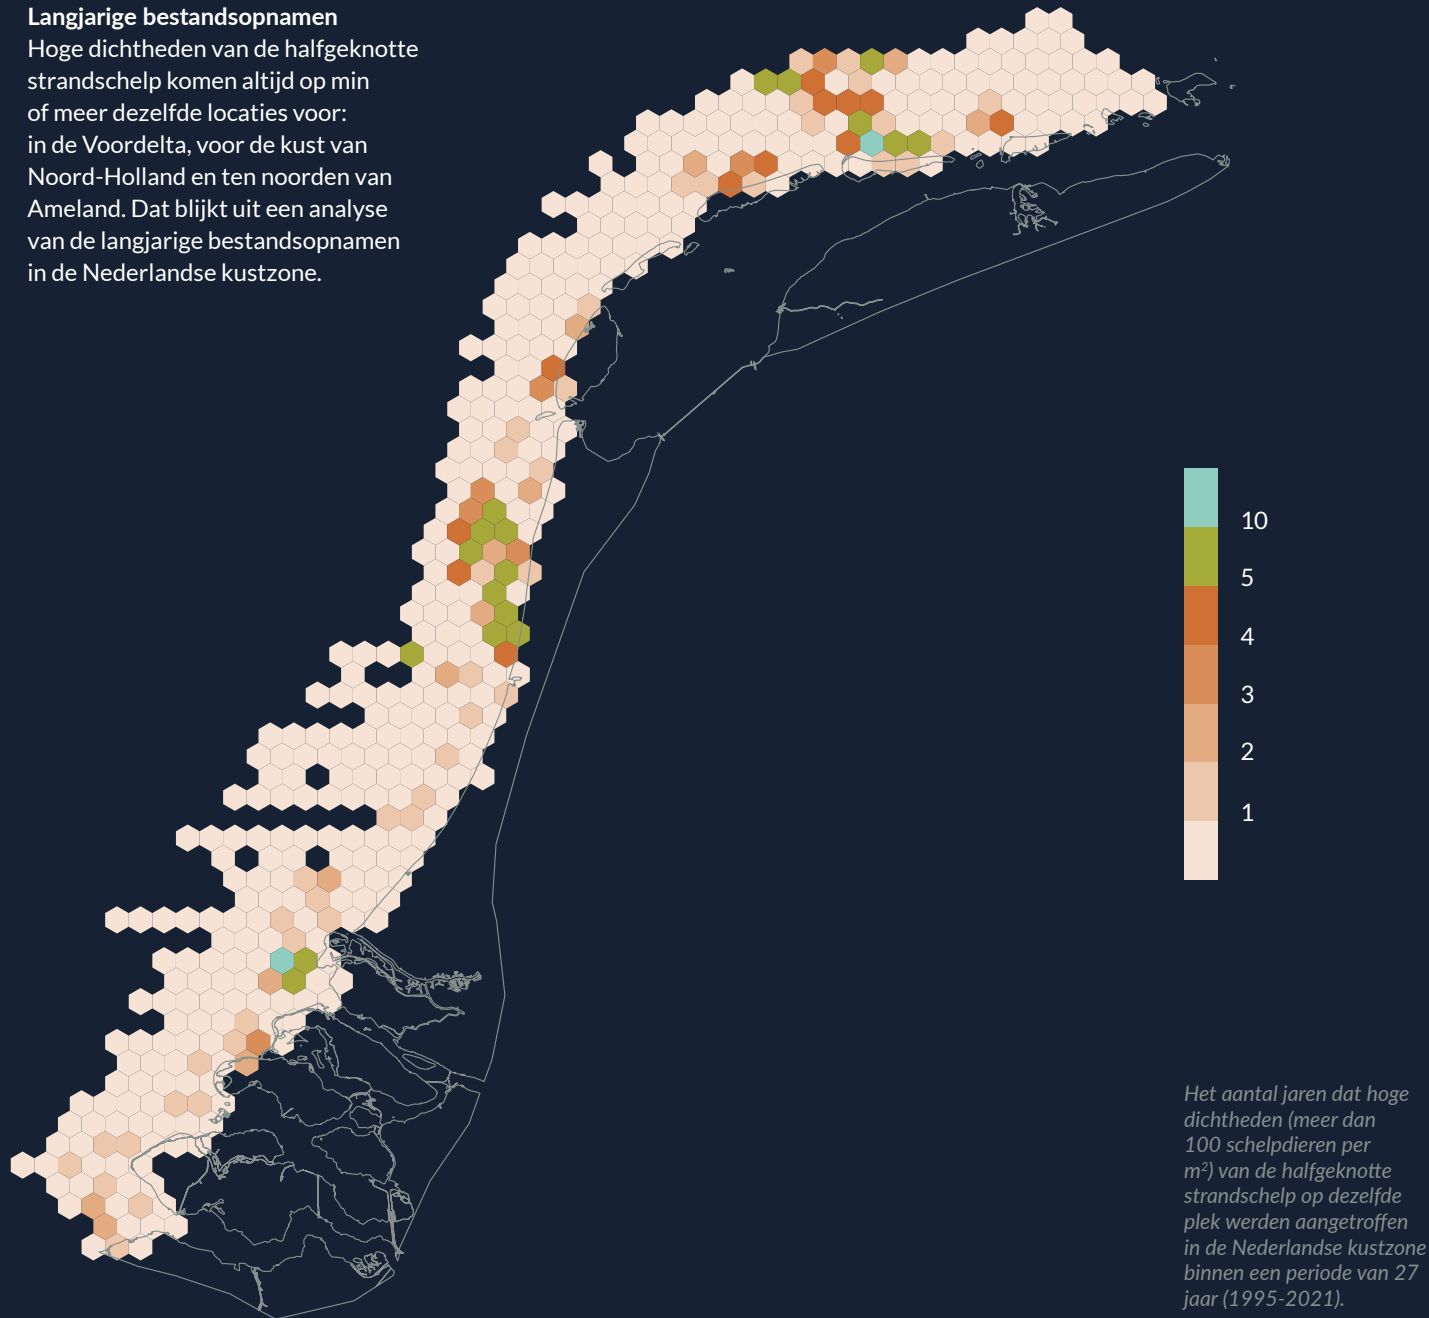 Langjarige bestandsopnamen
Hoge dichtheden van de halfgeknotte
strandschelp komen altijd op min
of meer dezelfde locaties voor:
in de Voordelta, voor de kust van
Noord-Holland en ten noorden van
Ameland. Dat blijkt uit een analyse
van de langjarige bestandsopnamen
in de Nederlandse kustzone.
10
5
4
3
2
1
Het aantal jaren dat hoge
dichtheden (meer dan
100 schelpdieren per
m²) van de halfgeknotte
strandschelp op dezelfde
plek werden aangetroffen
in de Nederlandse kustzone
binnen een periode van 27
jaar (1995-2021).